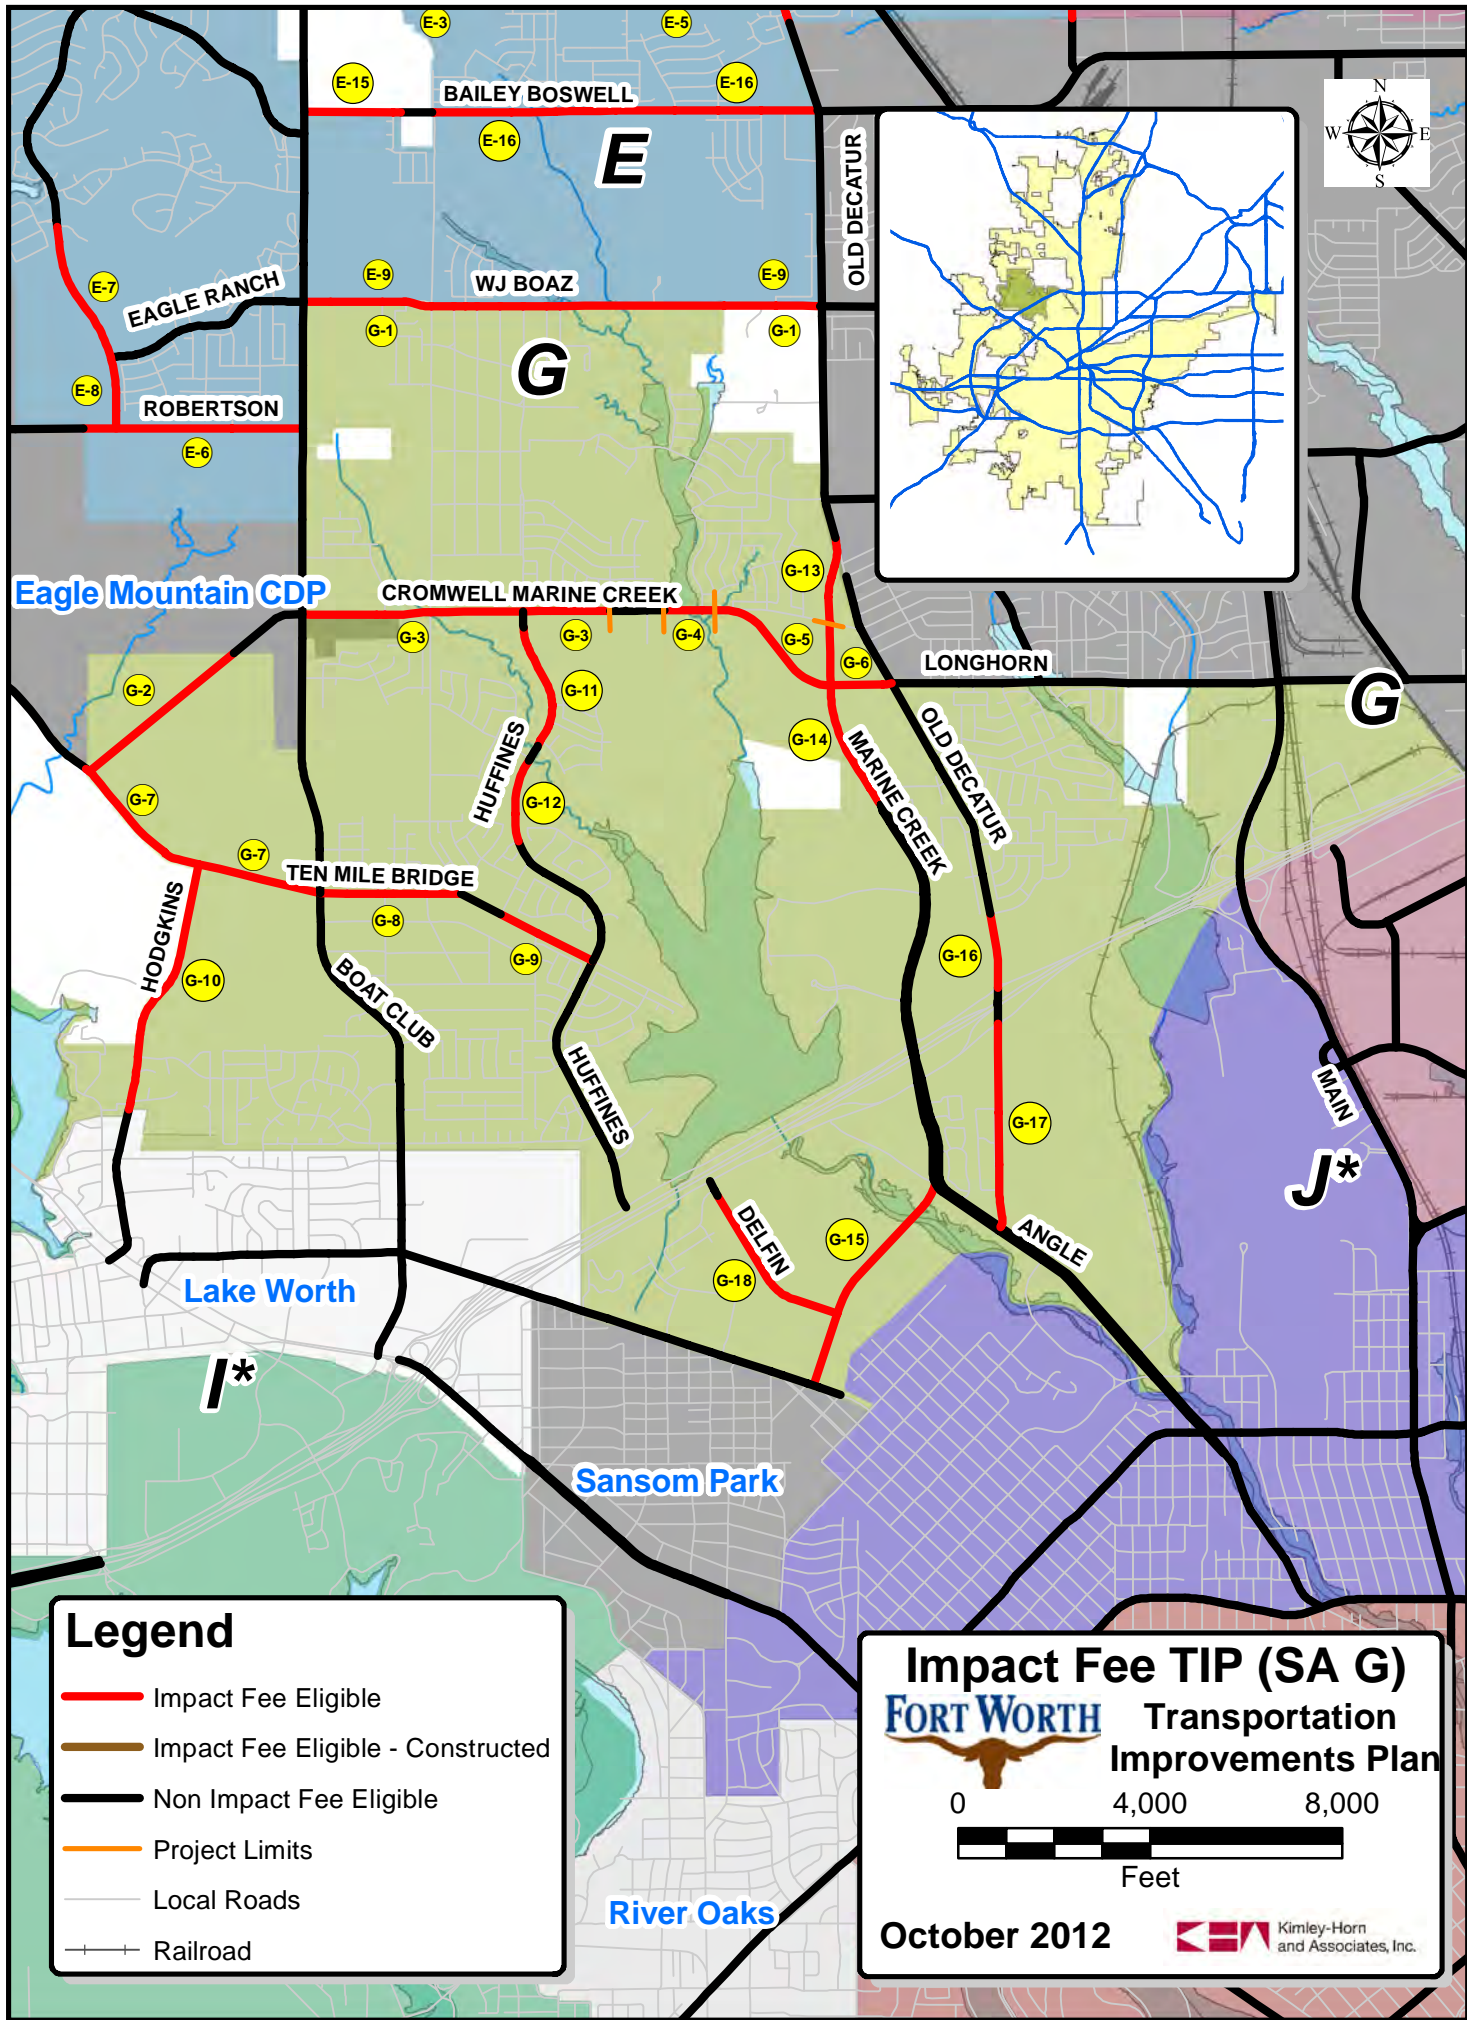 E-3
E-5
E-15
E-16
BAILEY BOSWELL
E-16
E
N
W
E
S
OLD DECATUR
E-7
EAGLE RANCH
E-9
WJ BOAZ
E-9
G-1
G-1
G
E-8
ROBERTSON
E-6
Eagle Mountain CDP
CROMWELL MARINE CREEK
G-13
G-3
G-3
G-4
G-5
G-6
LONGHORN
G-2
G-11
G
HUFFINES
G-14
MARINE CREEK
OLD DECATUR
G-7
G-12
G-7
TEN MILE BRIDGE
HODGKINS
G-8
G-9
G-16
G-10
BOAT CLUB
HUFFINES
G-17
MAIN
J*
DELFIN
G-15
ANGLE
G-18
Lake Worth
I*
Sansom Park
River Oaks
Legend
Impact Fee Eligible
Impact Fee Eligible - Constructed
Non Impact Fee Eligible
Project Limits
Local Roads
Railroad
Impact Fee TIP (SA G)
FORT WORTH
Transportation
Improvements Plan
0 4,000 8,000
Feet
October 2012
Kimley-Horn
and Associates, Inc.